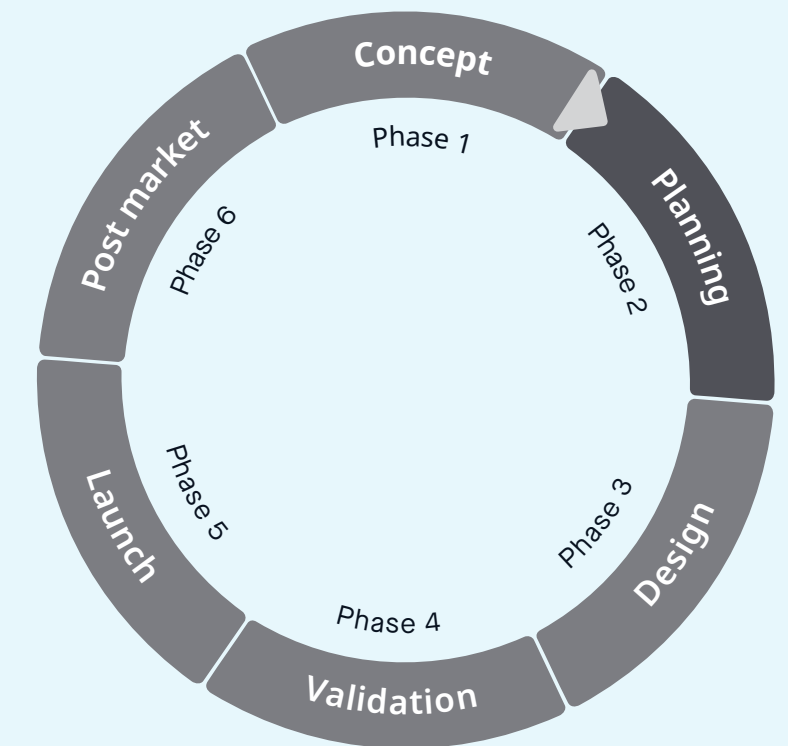 Concept
Phase 1
Planning
Phase 2
Design
Phase 3
Validation
Phase 4
Launch
Phase 5
Post market
Phase 6